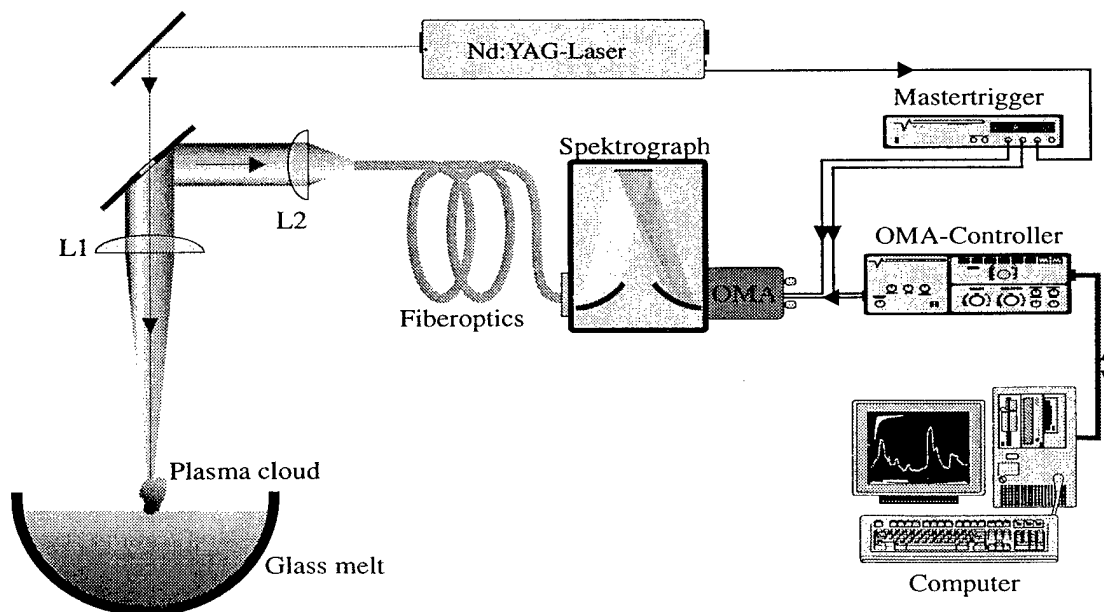 Nd:YAG-Laser
Mastertrigger
Spektrograph
L2
L1
OMA-Controller
OMA
Fiberoptics
Plasma cloud
Glass melt
Computer